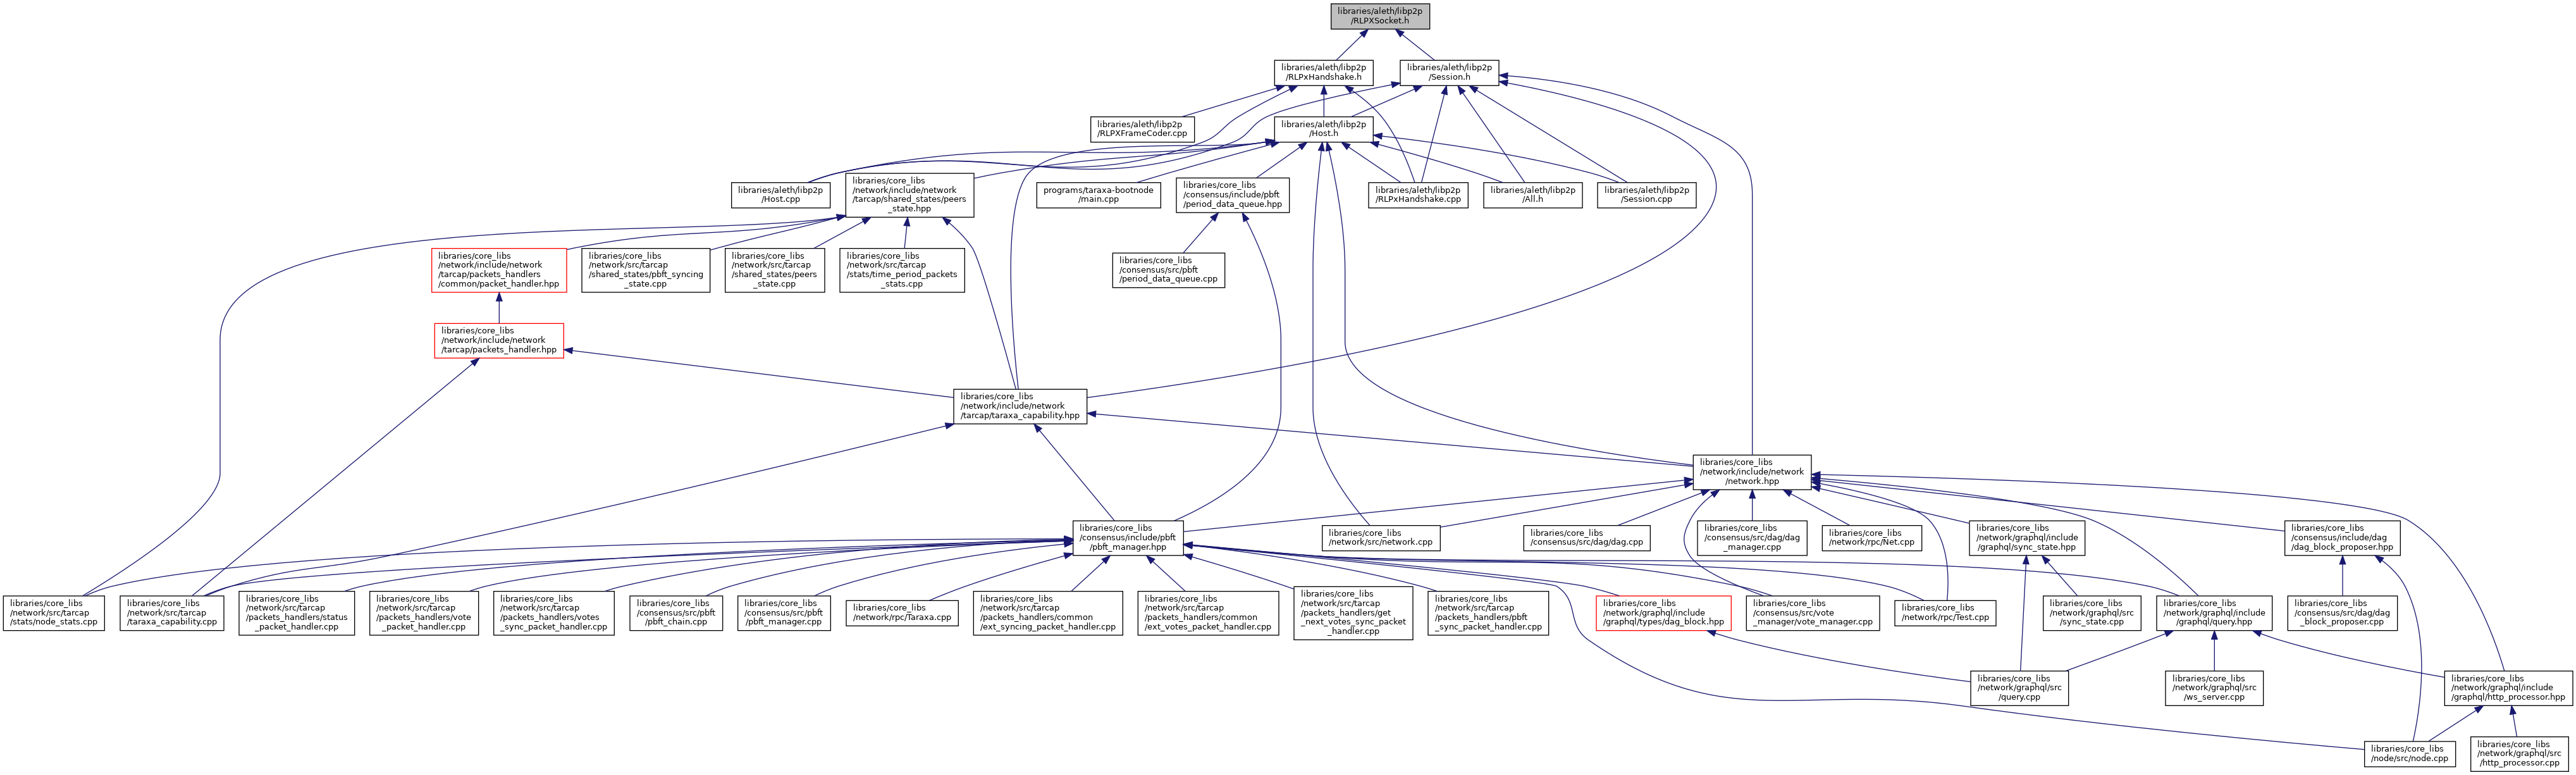 libraries/aleth/libp2p
/RLPXSocket.h
libraries/aleth/libp2p
/RLPxHandshake.h
libraries/aleth/libp2p
/Session.h
libraries/aleth/libp2p
/RLPXFrameCoder.cpp
libraries/aleth/libp2p
/Host.h
libraries/aleth/libp2p
/Host.cpp
libraries/core_libs
/network/include/network
/tarcap/shared_states/peers
_state.hpp
programs/taraxa-bootnode
/main.cpp
libraries/core_libs
/consensus/include/pbft
/period_data_queue.hpp
libraries/aleth/libp2p
/RLPxHandshake.cpp
libraries/aleth/libp2p
/All.h
libraries/aleth/libp2p
/Session.cpp
libraries/core_libs
/network/include/network
/tarcap/packets_handlers
/common/packet_handler.hpp
libraries/core_libs
/network/src/tarcap
/shared_states/pbft_syncing
_state.cpp
libraries/core_libs
/network/src/tarcap
/shared_states/peers
_state.cpp
libraries/core_libs
/network/src/tarcap
/stats/time_period_packets
_stats.cpp
libraries/core_libs
/consensus/src/pbft
/period_data_queue.cpp
libraries/core_libs
/network/include/network
/tarcap/packets_handler.hpp
libraries/core_libs
/network/include/network
/tarcap/taraxa_capability.hpp
libraries/core_libs
/network/include/network
/network.hpp
libraries/core_libs
/consensus/include/pbft
/pbft_manager.hpp
libraries/core_libs
/network/src/network.cpp
libraries/core_libs
/consensus/src/dag/dag.cpp
libraries/core_libs
/consensus/src/dag/dag
_manager.cpp
libraries/core_libs
/network/rpc/Net.cpp
libraries/core_libs
/network/graphql/include
/graphql/sync_state.hpp
libraries/core_libs
/consensus/include/dag
/dag_block_proposer.hpp
libraries/core_libs
/network/src/tarcap
/stats/node_stats.cpp
libraries/core_libs
/network/src/tarcap
/taraxa_capability.cpp
libraries/core_libs
/network/src/tarcap
/packets_handlers/status
_packet_handler.cpp
libraries/core_libs
/network/src/tarcap
/packets_handlers/vote
_packet_handler.cpp
libraries/core_libs
/network/src/tarcap
/packets_handlers/votes
_sync_packet_handler.cpp
libraries/core_libs
/consensus/src/pbft
/pbft_chain.cpp
libraries/core_libs
/consensus/src/pbft
/pbft_manager.cpp
libraries/core_libs
/network/rpc/Taraxa.cpp
libraries/core_libs
/network/src/tarcap
/packets_handlers/common
/ext_syncing_packet_handler.cpp
libraries/core_libs
/network/src/tarcap
/packets_handlers/common
/ext_votes_packet_handler.cpp
libraries/core_libs
/network/src/tarcap
/packets_handlers/get
_next_votes_sync_packet
_handler.cpp
libraries/core_libs
/network/src/tarcap
/packets_handlers/pbft
_sync_packet_handler.cpp
libraries/core_libs
/network/graphql/include
/graphql/types/dag_block.hpp
libraries/core_libs
/consensus/src/vote
_manager/vote_manager.cpp
libraries/core_libs
/network/rpc/Test.cpp
libraries/core_libs
/network/graphql/src
/sync_state.cpp
libraries/core_libs
/network/graphql/include
/graphql/query.hpp
libraries/core_libs
/consensus/src/dag/dag
_block_proposer.cpp
libraries/core_libs
/network/graphql/src
/query.cpp
libraries/core_libs
/network/graphql/src
/ws_server.cpp
libraries/core_libs
/network/graphql/include
/graphql/http_processor.hpp
libraries/core_libs
/node/src/node.cpp
libraries/core_libs
/network/graphql/src
/http_processor.cpp